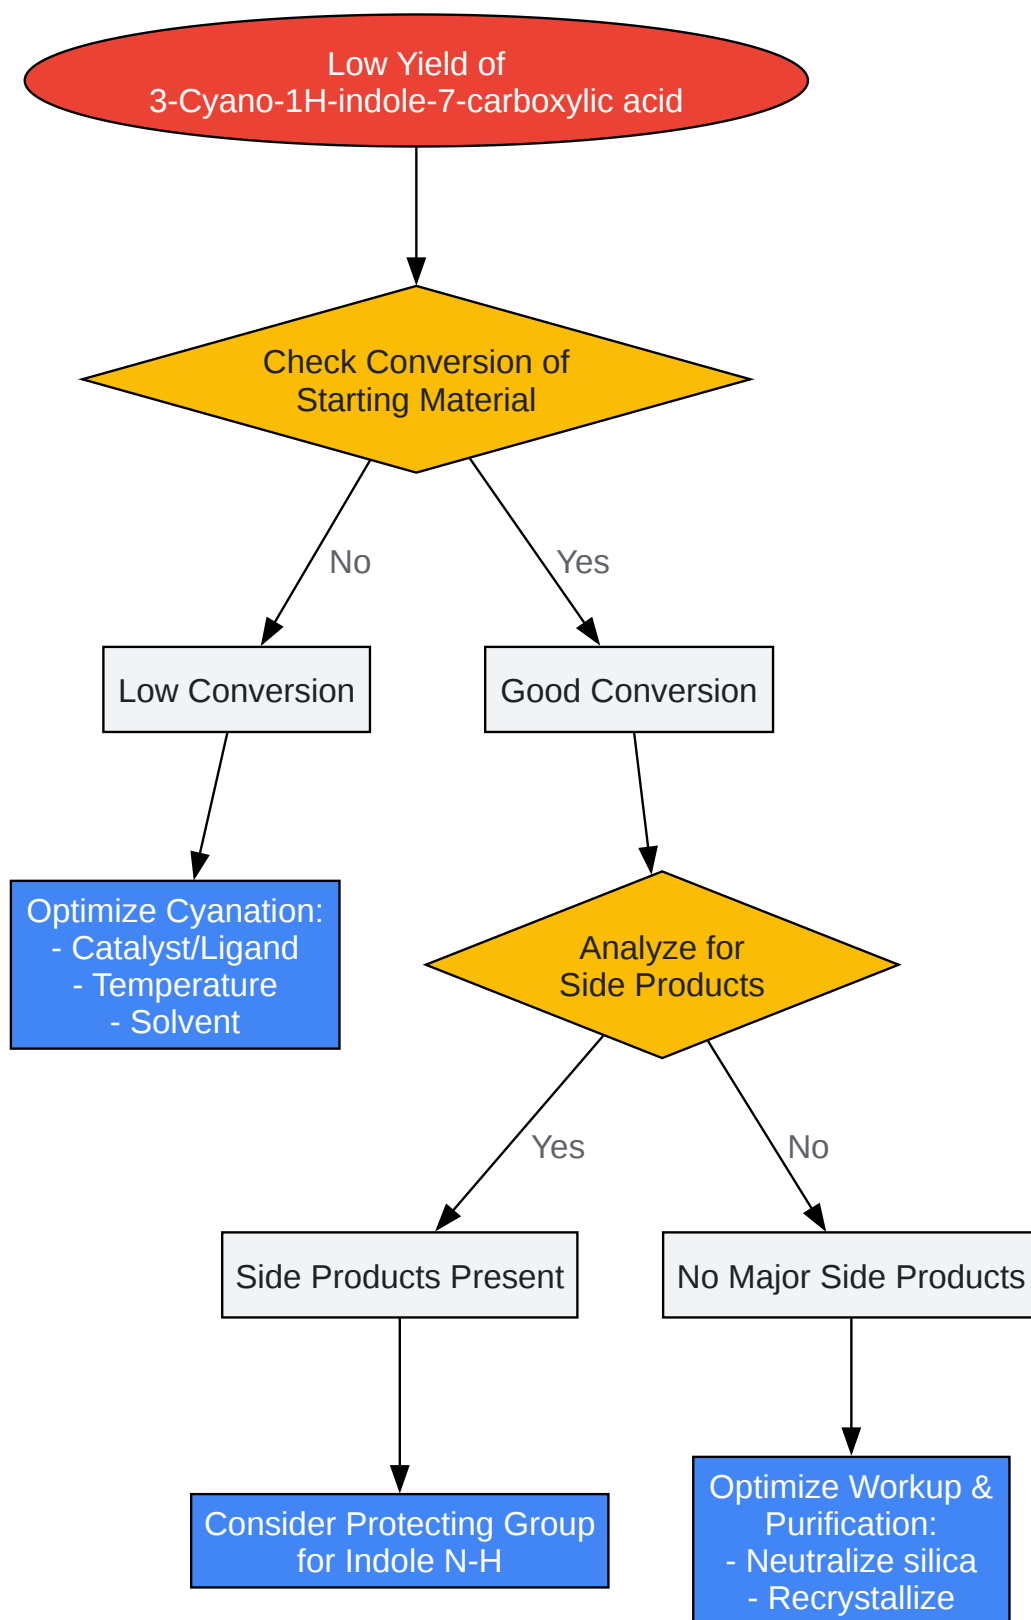 Low Yield of
3-Cyano-1H-indole-7-carboxylic acid
Check Conversion of
Starting Material
No
Yes
Low Conversion
Good Conversion
Optimize Cyanation:
- Catalyst/Ligand
- Temperature
- Solvent
Analyze for
Side Products
Yes
No
Side Products Present
No Major Side Products
Consider Protecting Group
for Indole N-H
Optimize Workup &
Purification:
- Neutralize silica
- Recrystallize